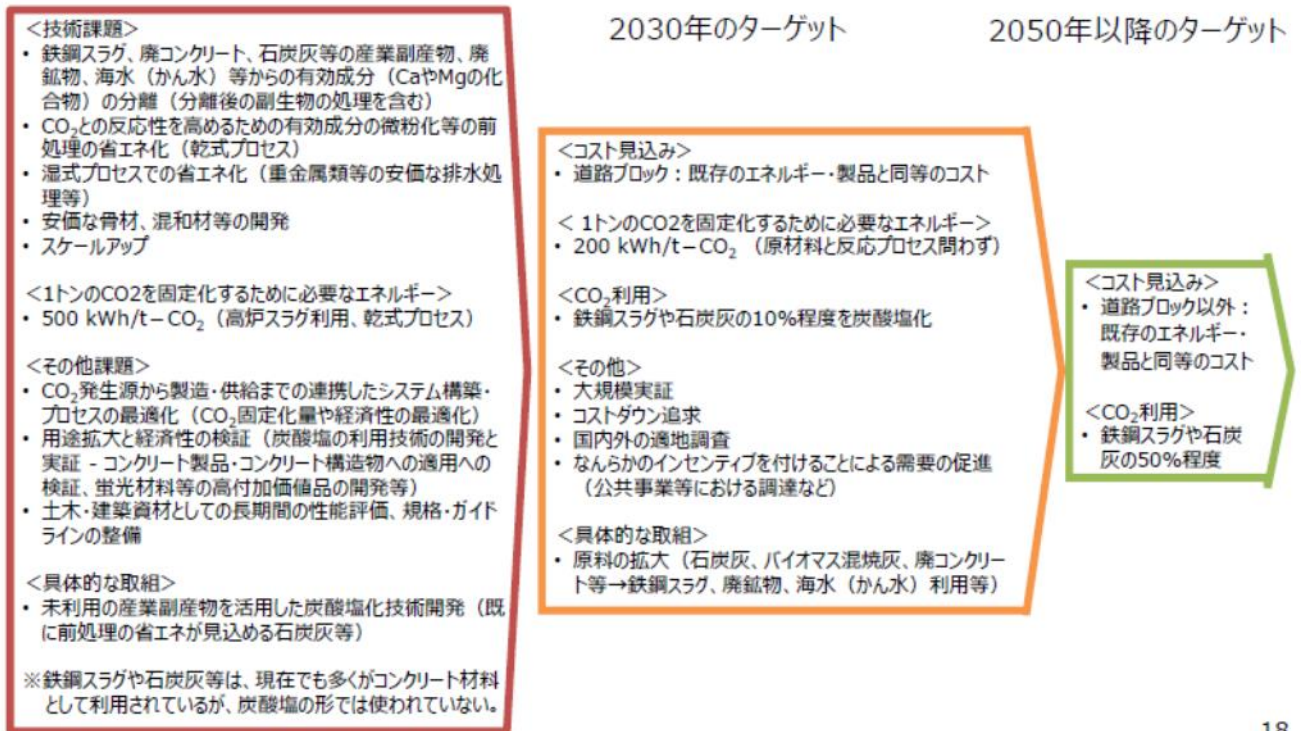 <技術課題>
・ 鉄鋼スラグ、廃コンクリート、石炭灰等の産業副産物、廃
鉱物、海水（かん水）等からの有効成分（CaやMgの化
合物）の分離（分離後の副生物の処理を含む）
・ CO₂との反応性を高めるための有効成分の微粉化等の前
処理の省エネ化（乾式プロセス）
・ 湿式プロセスでの省エネ化（重金属類等の安価な排水処
理等）
・ 安価な骨材、混和材等の開発
・ スケールアップ
<1トンのCO2を固定化するために必要なエネルギー>
・ 500 kWh/t－CO₂（高炉スラグ利用、乾式プロセス）
<その他課題>
・ CO₂発生源から製造・供給までの連携したシステム構築・
プロセスの最適化（CO₂固定化量や経済性の最適化）
・ 用途拡大と経済性の検証（炭酸塩の利用技術の開発と
実証 - コンクリート製品・コンクリート構造物への適用への
検証、蛍光材料等の高付加価値品の開発等）
・ 土木・建築資材としての長期間の性能評価、規格・ガイド
ラインの整備
<具体的な取組>
・ 未利用の産業副産物を活用した炭酸塩化技術開発（既
に前処理の省エネが見込める石炭灰等）
※鉄鋼スラグや石炭灰等は、現在でも多くがコンクリート材料
として利用されているが、炭酸塩の形では使われていない。
2030年のターゲット
<コスト見込み>
・ 道路ブロック：既存のエネルギー・製品と同等のコスト
< 1トンのCO2を固定化するために必要なエネルギー>
・ 200 kWh/t－CO₂（原材料と反応プロセス問わず）
<CO₂利用>
・ 鉄鋼スラグや石炭灰の10%程度を炭酸塩化
<その他>
・ 大規模実証
・ コストダウン追求
・ 国内外の適地調査
・ なんらかのインセンティブを付けることによる需要の促進
（公共事業等における調達など）
<具体的な取組>
・ 原料の拡大（石炭灰、バイオマス混焼灰、廃コンクリー
ト等→鉄鋼スラグ、廃鉱物、海水（かん水）利用等）
2050年以降のターゲット
<コスト見込み>
・ 道路ブロック以外：
既存のエネルギー・
製品と同等のコスト
<CO₂利用>
・ 鉄鋼スラグや石炭
灰の50%程度
18